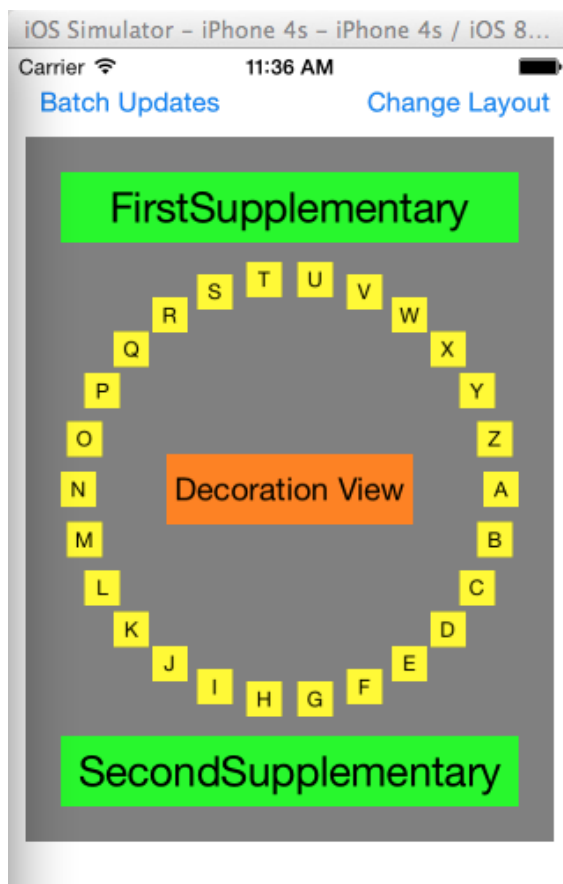 iOS Simulator – iPhone 4s – iPhone 4s / iOS 8...
Carrier 11:36 AM
Batch Updates Change Layout
FirstSupplementary
T U
S V
R W
Q X
P Y
O Z
Decoration View
N A
M B
L C
K D
J E
I F
H G
SecondSupplementary